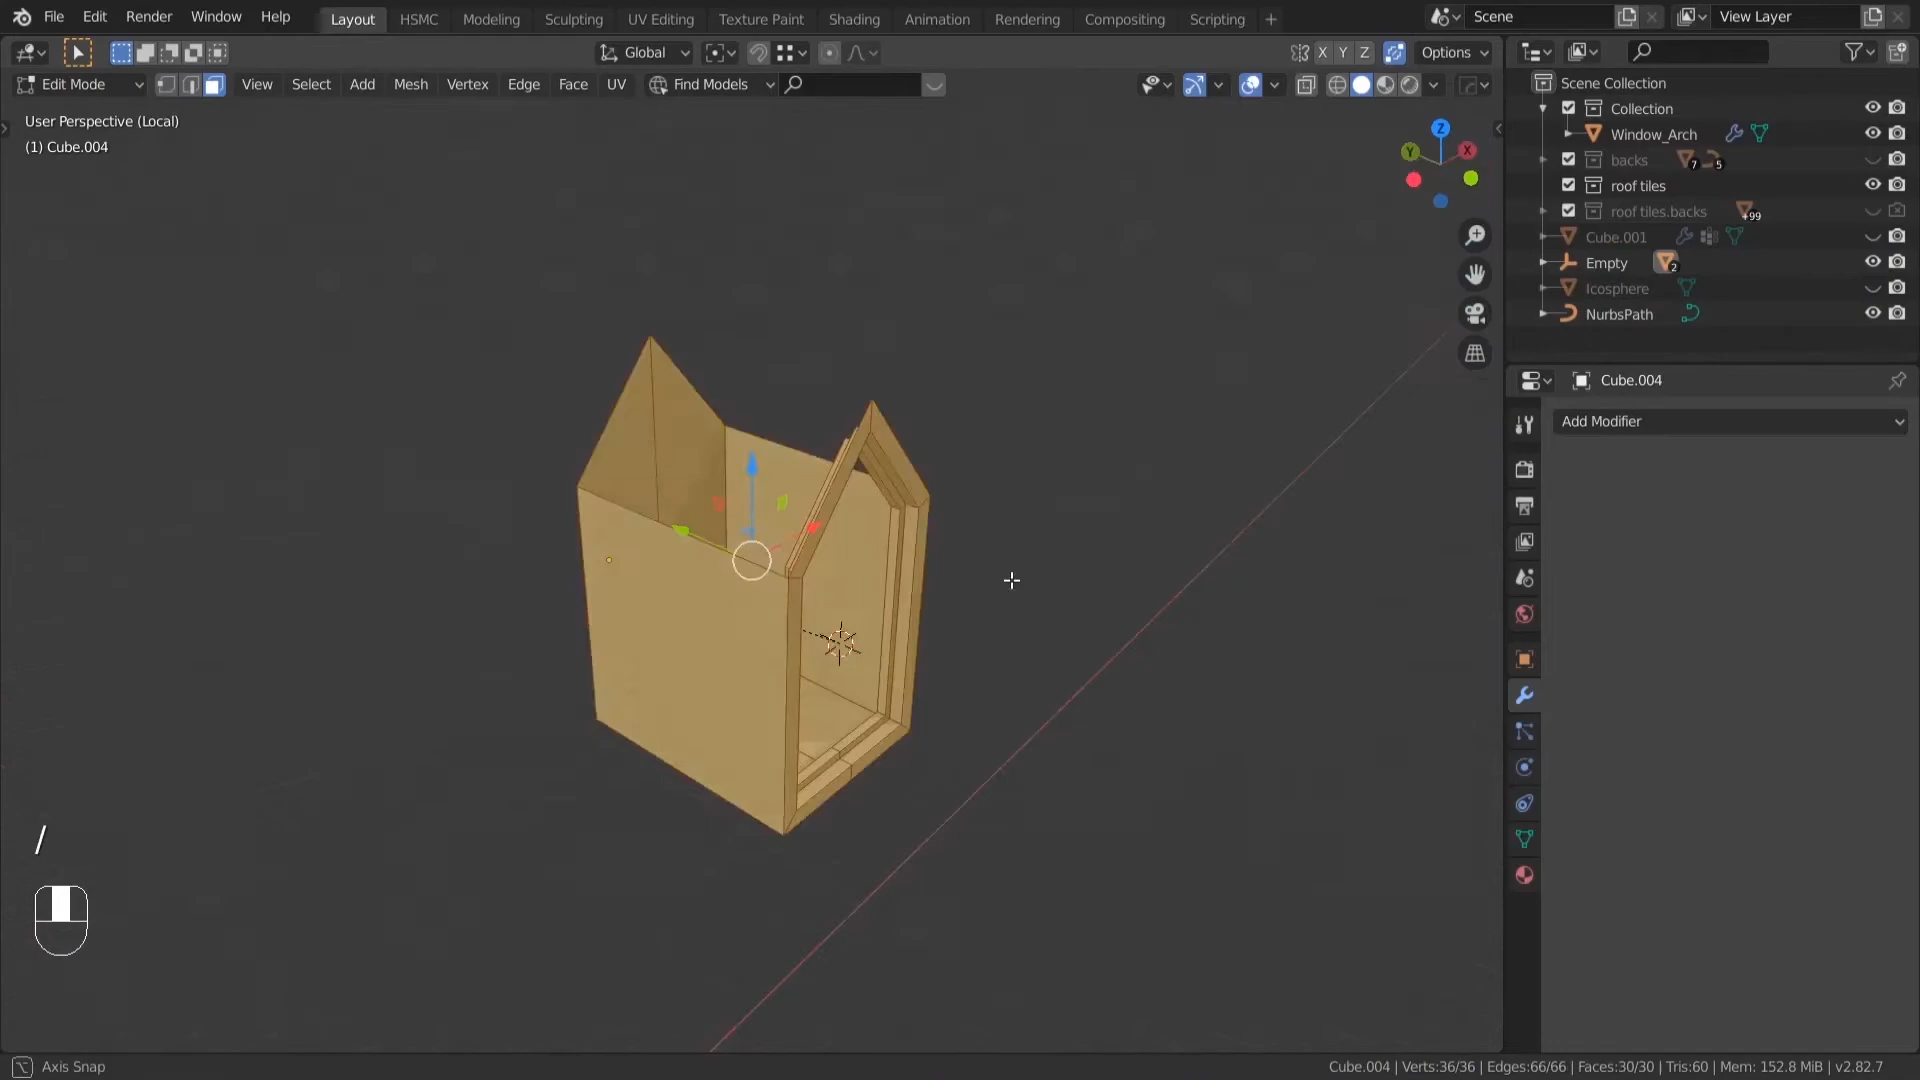 File Edit Render Window Help Layout HSMC Modeling Sculpting UV Editing Texture Paint Shading Animation Rendering Compositing Scripting + Scene View Layer
Global X Y Z Options
Edit Mode View Select Add Mesh Vertex Edge Face UV Find Models
User Perspective (Local)
(1) Cube.004
Z
Y
X
Scene Collection
Collection
Window_Arch
backs 7 5
roof tiles
roof tiles.backs +99
Cube.001
Empty 2
Icosphere
NurbsPath
Cube.004
Add Modifier
/
Axis Snap
Cube.004 | Verts:36/36 | Edges:66/66 | Faces:30/30 | Tris:60 | Mem: 152.8 MiB | v2.82.7